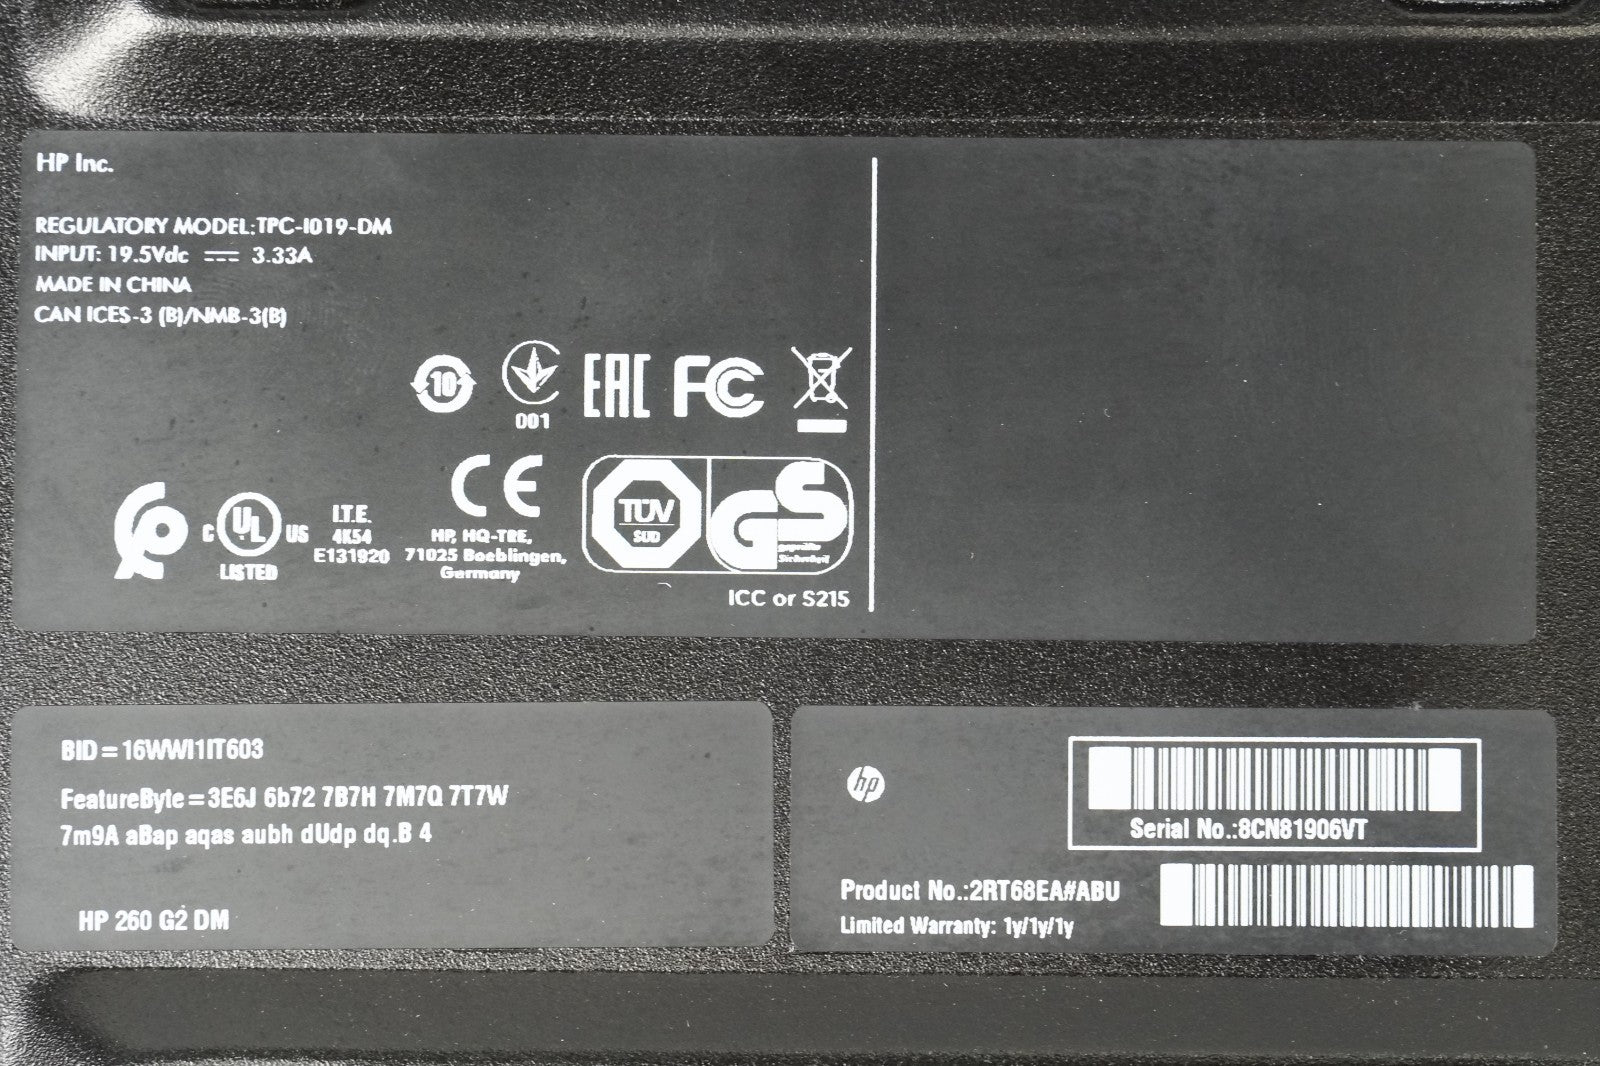 HP Inc.
REGULATORY MODEL:TPC-I019-DM
INPUT: 19.5Vdc ⎓ 3.33A
MADE IN CHINA
CAN ICES-3 (B)/NMB-3(B)
10
001
EAC
FC
c UL US
LISTED
I.T.E.
4K54
E131920
CE
HP, HQ-TRE,
71025 Boeblingen,
Germany
TÜV
SÜD
GS
geprüfte
Sicherheit
ICC or S215
BID=16WWI1IT603
FeatureByte=3E6J 6b72 7B7H 7M7Q 7T7W
7m9A aBap aqas aubh dUdp dq.B 4
HP 260 G2 DM
hp
Serial No.:8CN81906VT
Product No.:2RT68EA#ABU
Limited Warranty: 1y/1y/1y